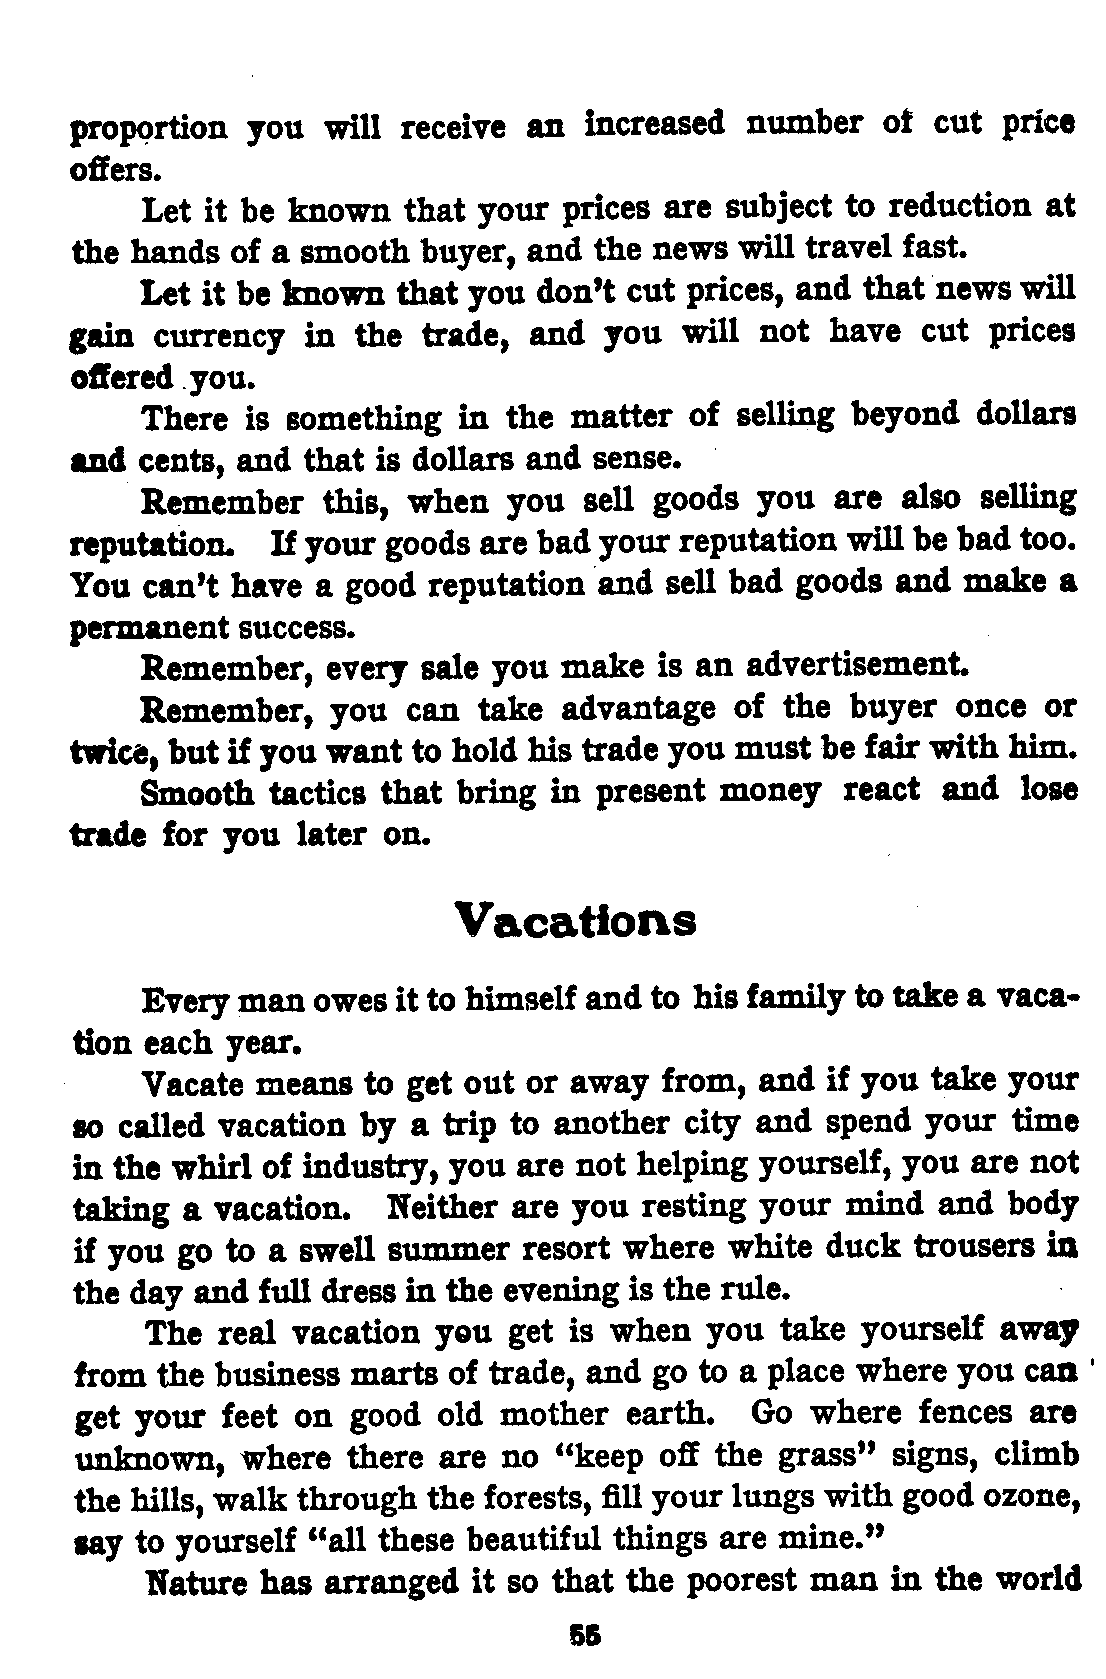 proportion you will receive an increased number of cut price
offers.
Let it be known that your prices are subject to reduction at
the hands of a smooth buyer, and the news will travel fast.
Let it be known that you don't cut prices, and that news will
gain currency in the trade, and you will not have cut prices
offered you.
There is something in the matter of selling beyond dollars
and cents, and that is dollars and sense.
Remember this, when you sell goods you are also selling
reputation. If your goods are bad your reputation will be bad too.
You can't have a good reputation and sell bad goods and make a
permanent success.
Remember, every sale you make is an advertisement.
Remember, you can take advantage of the buyer once or
twice, but if you want to hold his trade you must be fair with him.
Smooth tactics that bring in present money react and lose
trade for you later on.
Vacations
Every man owes it to himself and to his family to take a vaca-
tion each year.
Vacate means to get out or away from, and if you take your
so called vacation by a trip to another city and spend your time
in the whirl of industry, you are not helping yourself, you are not
taking a vacation. Neither are you resting your mind and body
if you go to a swell summer resort where white duck trousers in
the day and full dress in the evening is the rule.
The real vacation you get is when you take yourself away
from the business marts of trade, and go to a place where you can
get your feet on good old mother earth. Go where fences are
unknown, where there are no "keep off the grass" signs, climb
the hills, walk through the forests, fill your lungs with good ozone,
say to yourself "all these beautiful things are mine."
Nature has arranged it so that the poorest man in the world
55